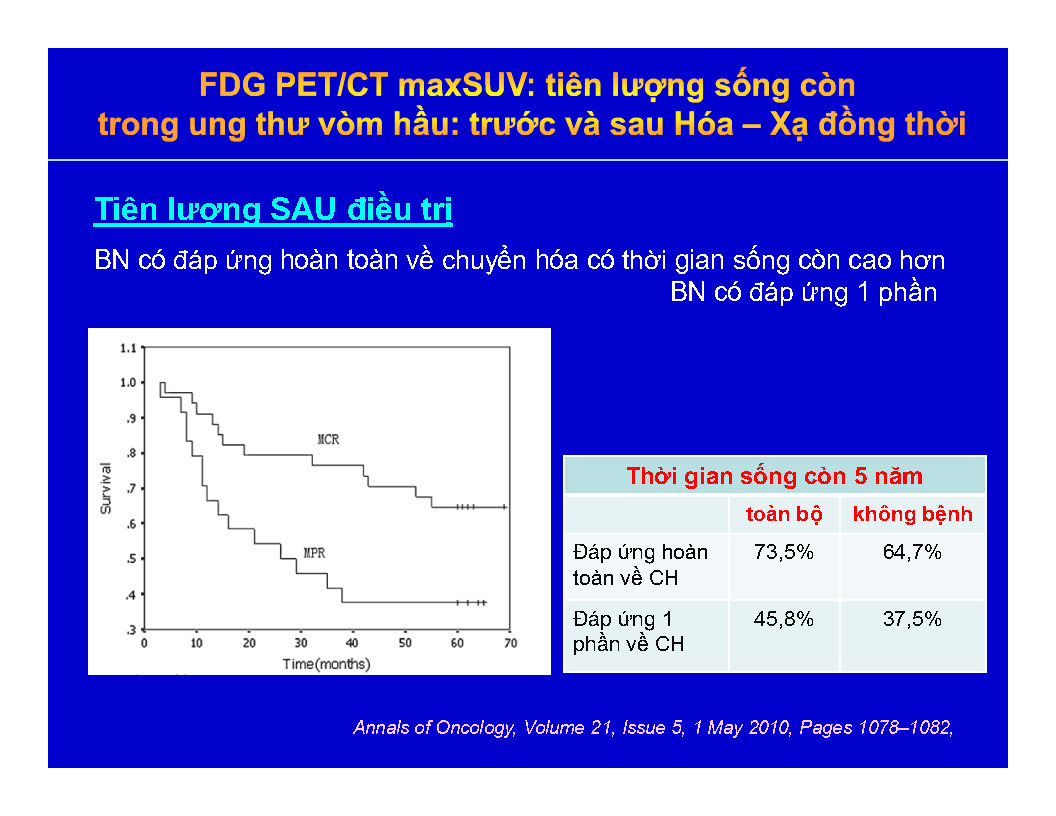 FDG PET/CT maxSUV: tiên lượng sống còn
trong ung thư vòm hầu: trước và sau Hóa – Xạ đồng thời
Tiên lượng SAU điều trị
BN có đáp ứng hoàn toàn về chuyển hóa có thời gian sống còn cao hơn
BN có đáp ứng 1 phần
1.1
1.0
.9
.8
.7
.6
.5
.4
.3
Survival
MCR
MPR
0 10 20 30 40 50 60 70
Time(months)
Thời gian sống còn 5 năm
toàn bộ không bệnh
Đáp ứng hoàn 73,5% 64,7%
toàn về CH
Đáp ứng 1 45,8% 37,5%
phần về CH
Annals of Oncology, Volume 21, Issue 5, 1 May 2010, Pages 1078–1082,